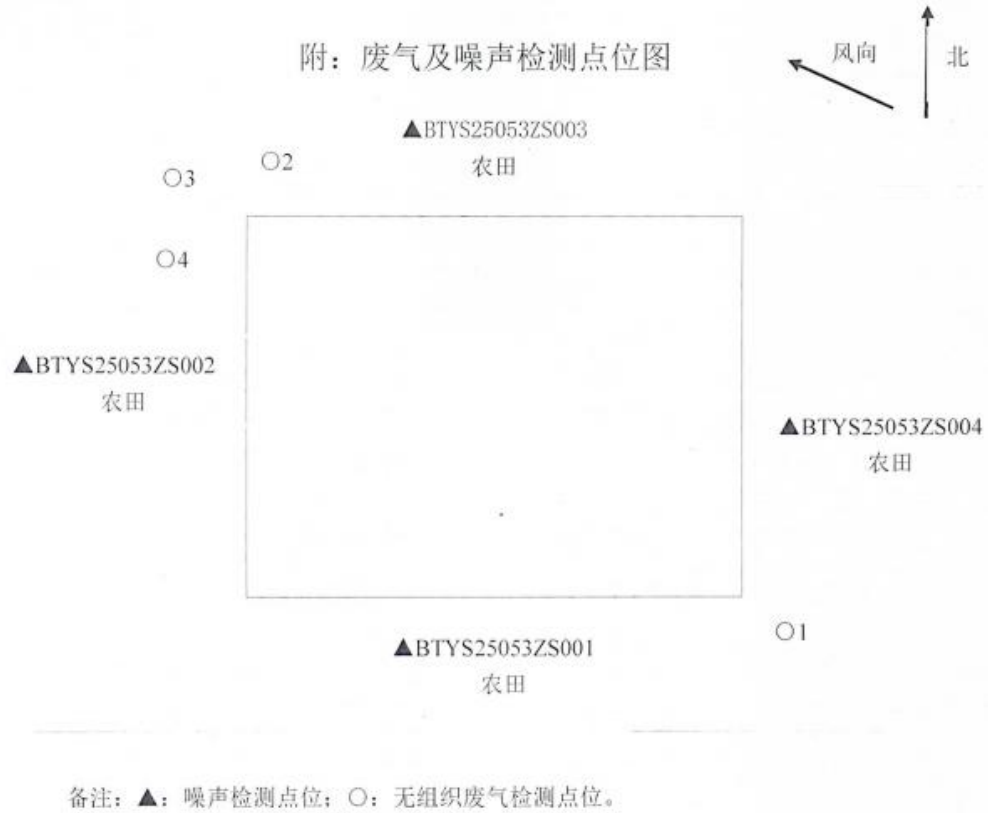 附：废气及噪声检测点位图
风向
北
▲BTYS25053ZS003
农田
○2
○3
○4
▲BTYS25053ZS002
农田
▲BTYS25053ZS004
农田
○1
▲BTYS25053ZS001
农田
备注：▲：噪声检测点位；○：无组织废气检测点位。